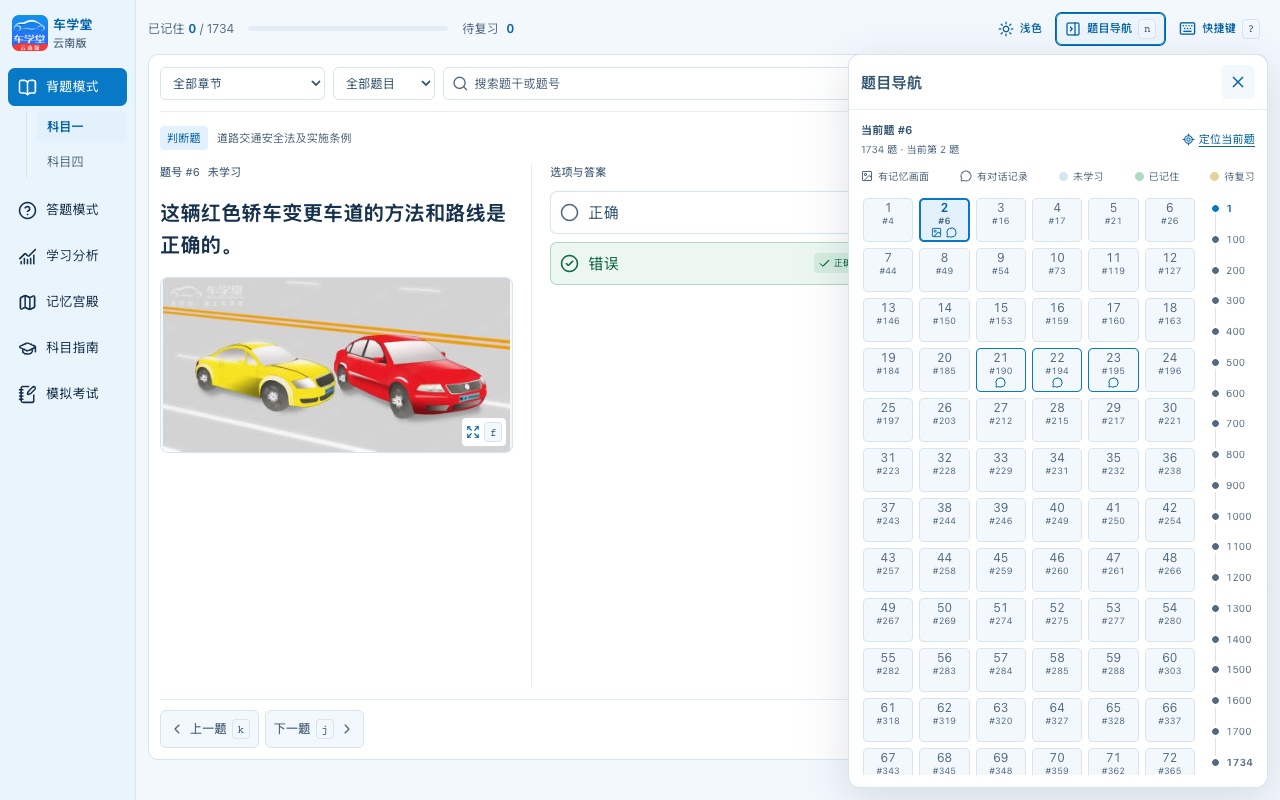 车学堂
云南版
背题模式
科目一
科目四
答题模式
学习分析
记忆宫殿
科目指南
模拟考试
已记住 0 / 1734
待复习 0
浅色
题目导航 n
快捷键 ?
全部章节
全部题目
搜索题干或题号
判断题 道路交通安全法及实施条例
题号 #6 未学习
这辆红色轿车变更车道的方法和路线是
正确的。
车学堂
f
选项与答案
正确
错误
正确
上一题 k
下一题 j
题目导航
当前题 #6
1734 题 · 当前第 2 题
定位当前题
有记忆画面 有对话记录 未学习 已记住 待复习
1 2 3 4 5 6
#4 #6 #16 #17 #21 #26
7 8 9 10 11 12
#44 #49 #54 #73 #119 #127
13 14 15 16 17 18
#146 #150 #153 #159 #160 #163
19 20 21 22 23 24
#184 #185 #190 #194 #195 #196
25 26 27 28 29 30
#197 #203 #212 #215 #217 #221
31 32 33 34 35 36
#223 #228 #229 #231 #232 #238
37 38 39 40 41 42
#243 #244 #246 #249 #250 #254
43 44 45 46 47 48
#257 #258 #259 #260 #261 #266
49 50 51 52 53 54
#267 #269 #274 #275 #277 #280
55 56 57 58 59 60
#282 #283 #284 #285 #288 #303
61 62 63 64 65 66
#318 #319 #320 #327 #328 #337
67 68 69 70 71 72
#343 #345 #348 #359 #362 #365
1
100
200
300
400
500
600
700
800
900
1000
1100
1200
1300
1400
1500
1600
1700
1734